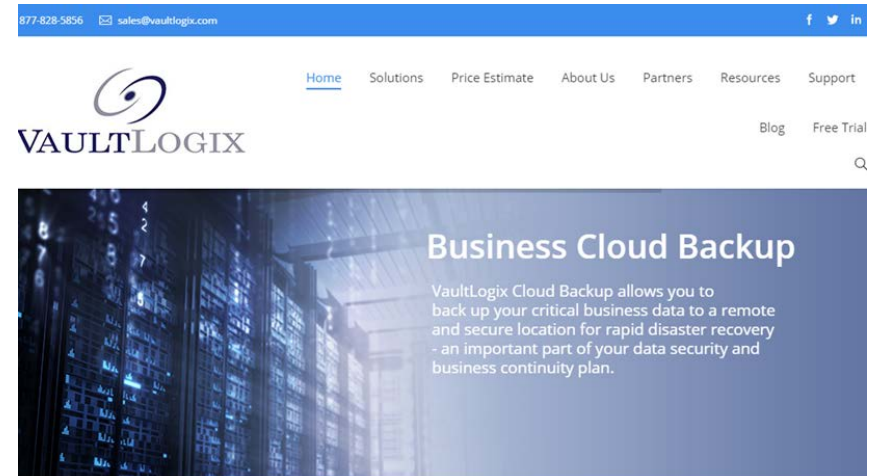 877-828-5856 sales@vaultlogix.com
Home Solutions Price Estimate About Us Partners Resources Support
Blog Free Trial
VAULTLOGIX
Business Cloud Backup
VaultLogix Cloud Backup allows you to
back up your critical business data to a remote
and secure location for rapid disaster recovery
- an important part of your data security and
business continuity plan.